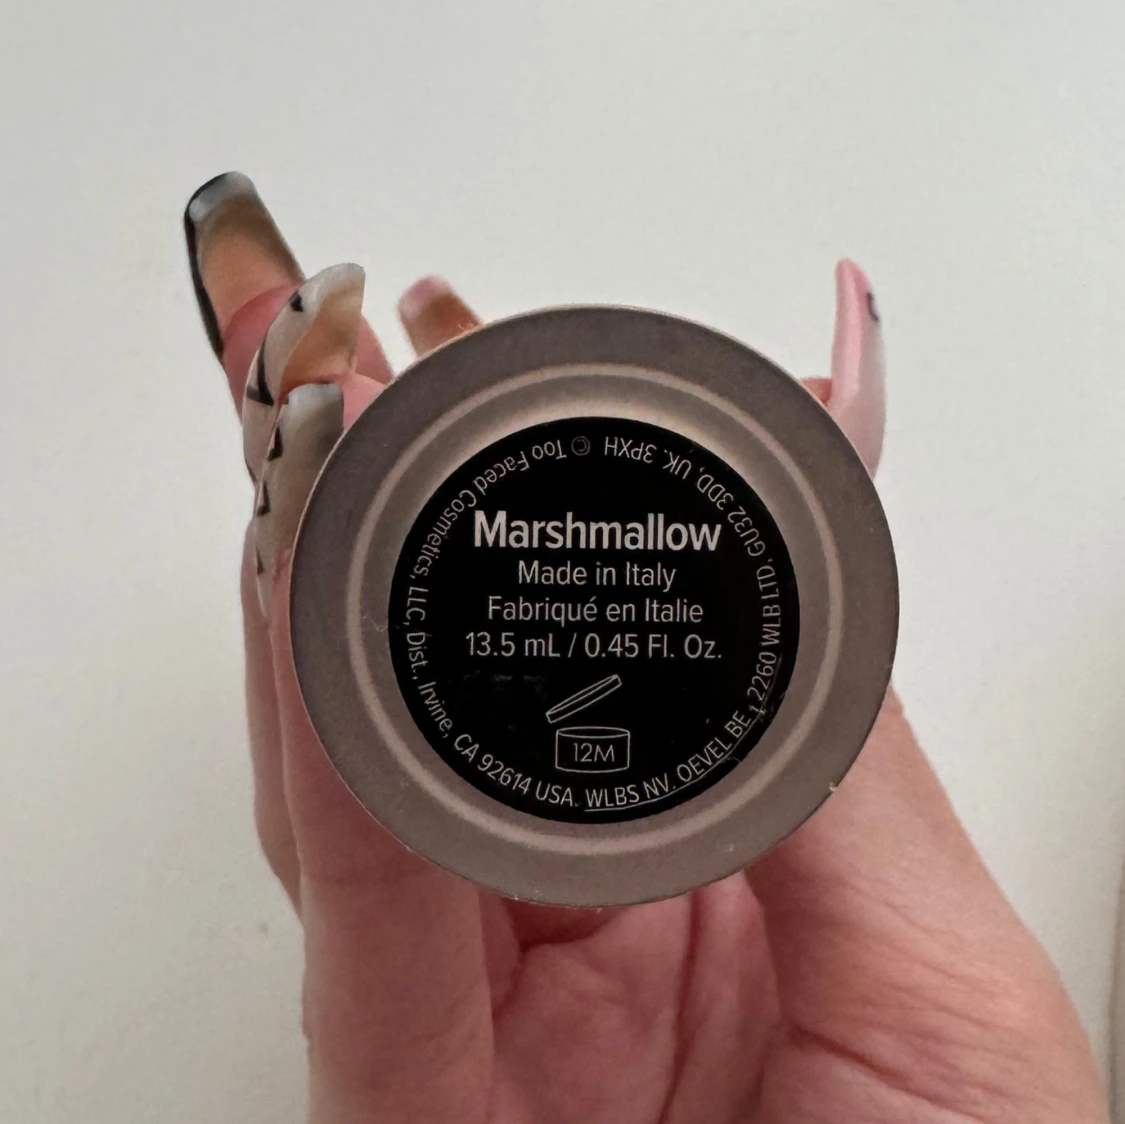 Marshmallow
Made in Italy
Fabriqué en Italie
13.5 mL / 0.45 Fl. Oz.
12M
© Too Faced Cosmetics, LLC, Dist., Irvine, CA 92614 USA. WLBS NV. OEVEL BE, 2260 WLB LTD, GU32 3DD, UK. 3PXH